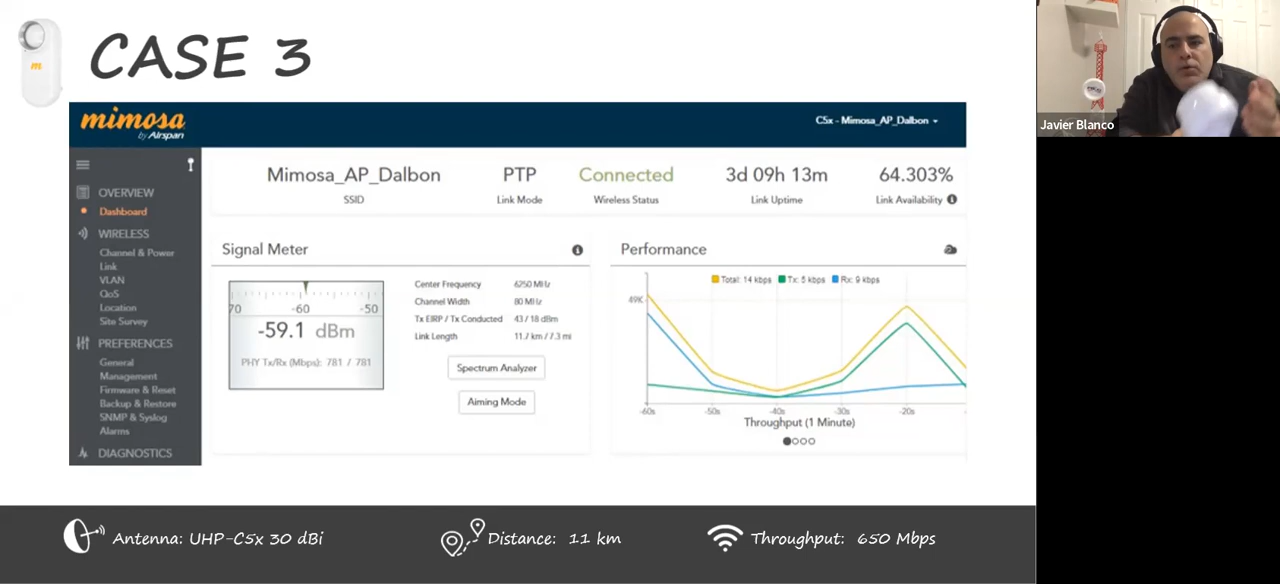 CASE 3
m
mimosa
by Airspan
C5x - Mimosa_AP_Dalbon
Mimosa_AP_Dalbon
SSID
PTP
Link Mode
Connected
Wireless Status
3d 09h 13m
Link Uptime
64.303%
Link Availability
OVERVIEW
Dashboard
WIRELESS
Channel & Power
Link
VLAN
QoS
Location
Site Survey
PREFERENCES
General
Management
Firmware & Reset
Backup & Restore
SNMP & Syslog
Alarms
DIAGNOSTICS
Signal Meter
70 -60 -50
-59.1 dBm
PHY Tx/Rx (Mbps): 781 / 781
Center Frequency 6250 MHz
Channel Width 80 MHz
Tx EIRP / Tx Conducted 43 / 18 dBm
Link Length 11.7 km / 7.3 mi
Spectrum Analyzer
Aiming Mode
Performance
Total: 14 kbps Tx: 5 kbps Rx: 9 kbps
49K
-60s -50s -40s -30s -20s
Throughput (1 Minute)
Antenna: UHP-C5x 30 dBi
Distance: 11 km
Throughput: 650 Mbps
Javier Blanco